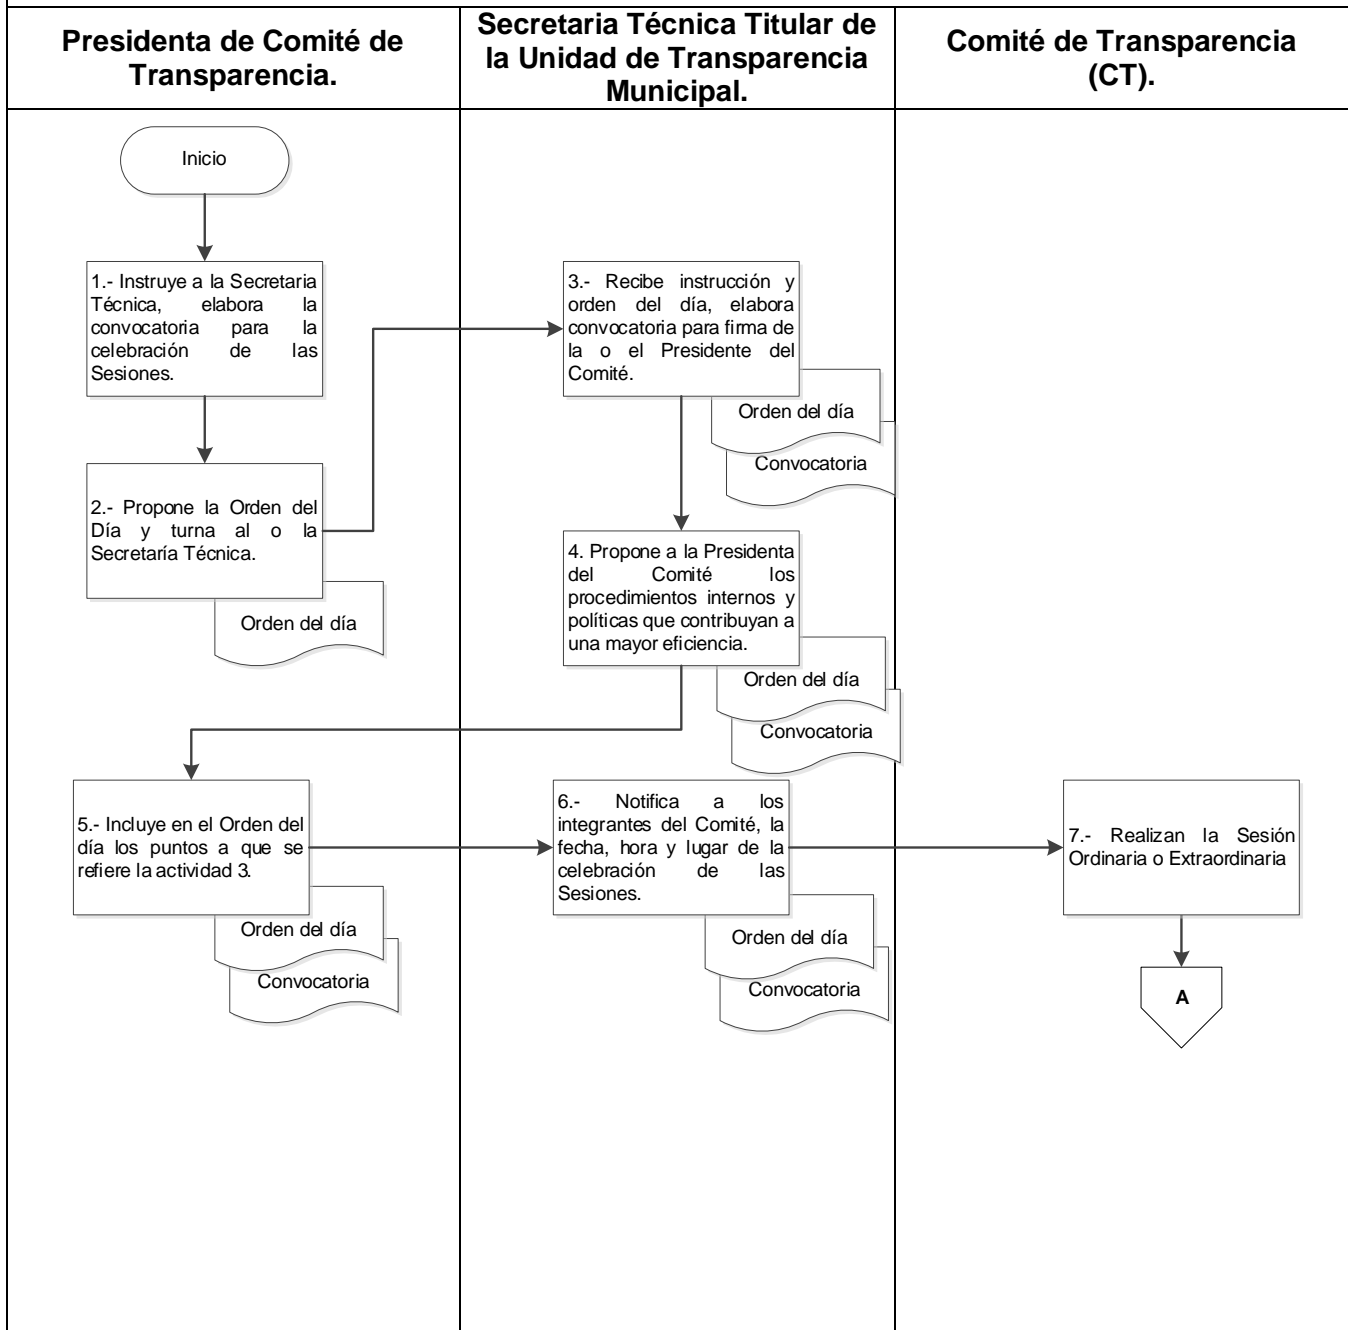 Presidenta de Comité de
Transparencia.
Secretaria Técnica Titular de
la Unidad de Transparencia
Municipal.
Comité de Transparencia
(CT).
Inicio
1.- Instruye a la Secretaria
Técnica, elabora la
convocatoria para la
celebración de las
Sesiones.
2.- Propone la Orden del
Día y turna al o la
Secretaría Técnica.
Orden del día
3.- Recibe instrucción y
orden del día, elabora
convocatoria para firma de
la o el Presidente del
Comité.
Orden del día
Convocatoria
4. Propone a la Presidenta
del Comité los
procedimientos internos y
políticas que contribuyan a
una mayor eficiencia.
Orden del día
Convocatoria
5.- Incluye en el Orden del
día los puntos a que se
refiere la actividad 3.
Orden del día
Convocatoria
6.- Notifica a los
integrantes del Comité, la
fecha, hora y lugar de la
celebración de las
Sesiones.
Orden del día
Convocatoria
7.- Realizan la Sesión
Ordinaria o Extraordinaria
A